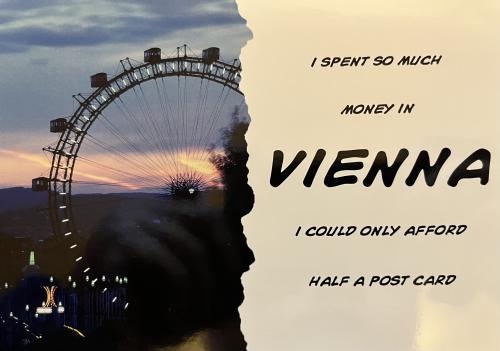 I SPENT SO MUCH
MONEY IN
VIENNA
I COULD ONLY AFFORD
HALF A POST CARD